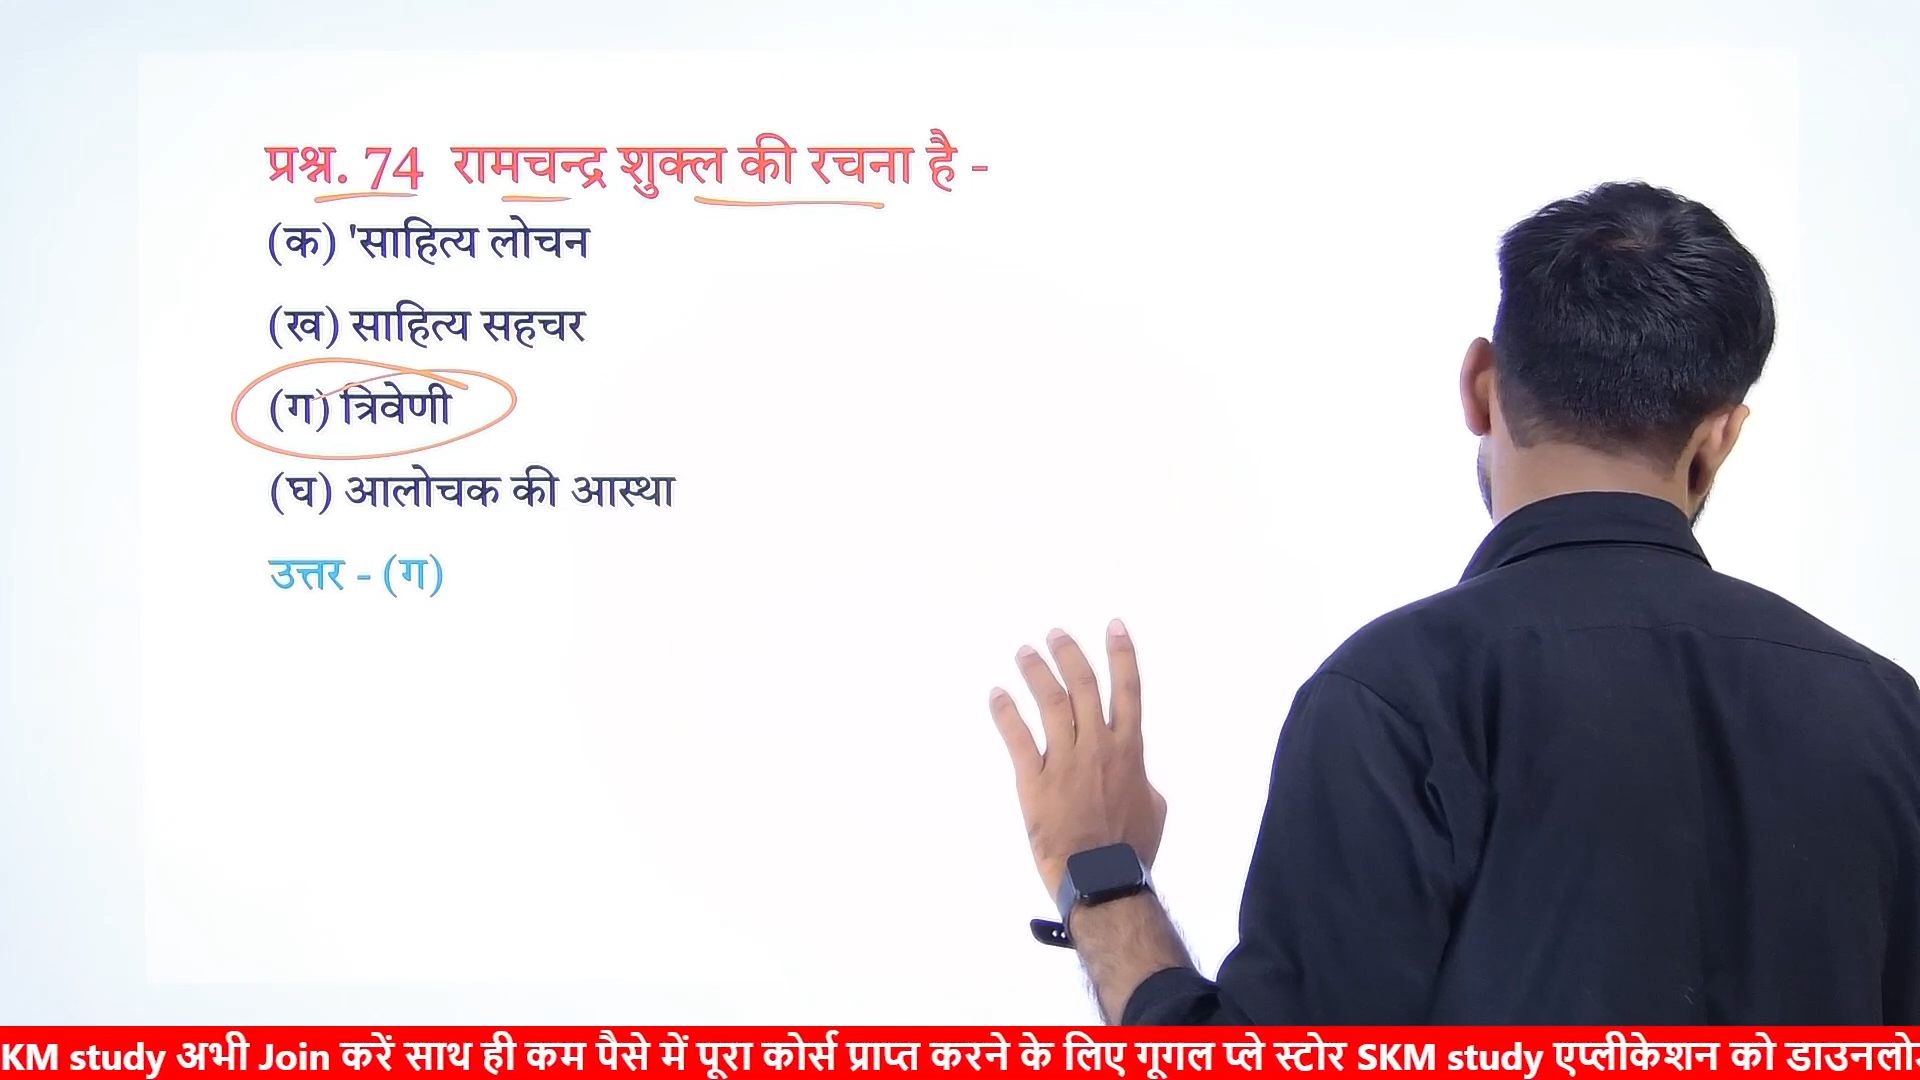 प्रश्न. 74 रामचन्द्र शुक्ल की रचना है -
(क) 'साहित्य लोचन
(ख) साहित्य सहचर
(ग) त्रिवेणी
(घ) आलोचक की आस्था
उत्तर - (ग)
KM study अभी Join करें साथ ही कम पैसे में पूरा कोर्स प्राप्त करने के लिए गूगल प्ले स्टोर SKM study एप्लीकेशन को